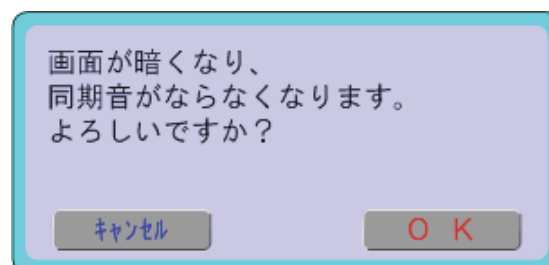 画面が暗くなり、
同期音がならなくなります。
よろしいですか？
ｷｬﾝｾﾙ
ＯＫ